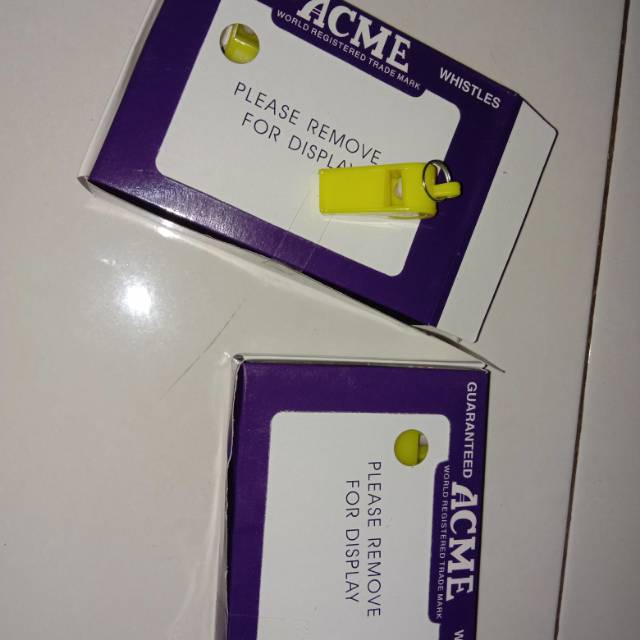 ACME
WORLD REGISTERED TRADE MARK
WHISTLES
PLEASE REMOVE
FOR DISPLAY
GUARANTEED
ACME
WORLD REGISTERED TRADE MARK
PLEASE REMOVE
FOR DISPLAY